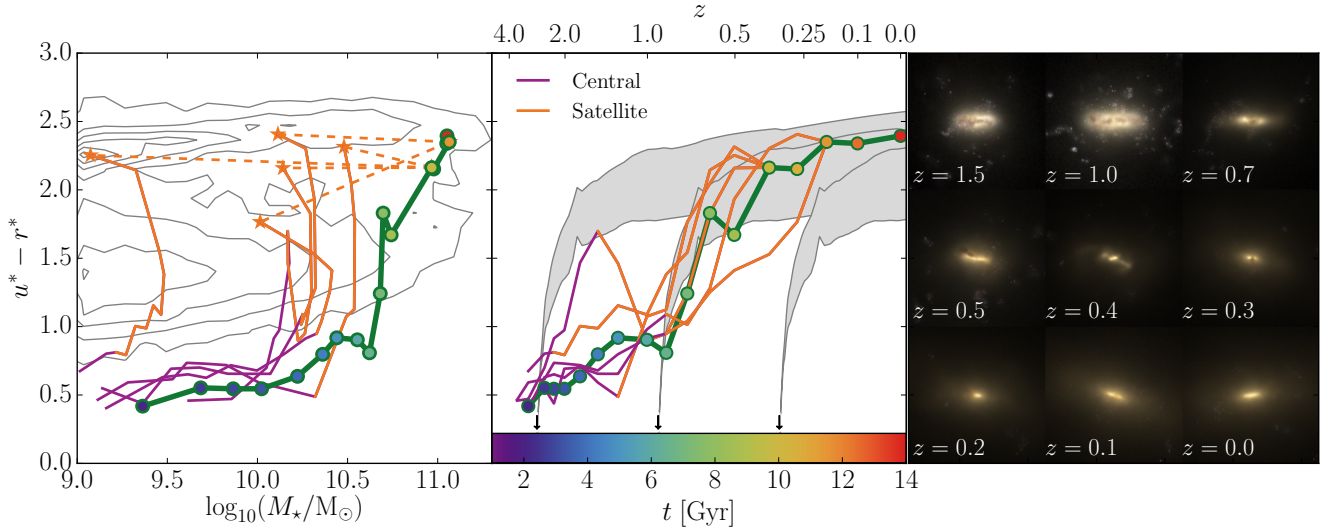 z
4.0 2.0 1.0 0.5 0.25 0.1 0.0
3.0
2.5
2.0
1.5
1.0
0.5
0.0
u* − r*
9.0 9.5 10.0 10.5 11.0
log₁₀(M⋆/M⊙)
Central
Satellite
2 4 6 8 10 12 14
t [Gyr]
z = 1.5 z = 1.0 z = 0.7
z = 0.5 z = 0.4 z = 0.3
z = 0.2 z = 0.1 z = 0.0